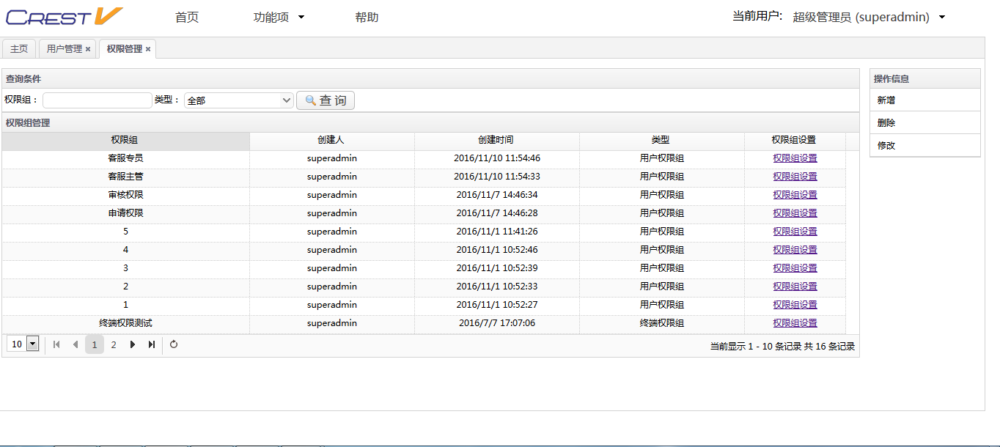 CRESTV 首页 功能项 帮助 当前用户: 超级管理员 (superadmin)
主页 用户管理 × 权限管理 ×
查询条件
权限组： 类型： 全部 查 询
权限组管理
权限组 创建人 创建时间 类型 权限组设置
客服专员 superadmin 2016/11/10 11:54:46 用户权限组 权限组设置
客服主管 superadmin 2016/11/10 11:54:33 用户权限组 权限组设置
审核权限 superadmin 2016/11/7 14:46:34 用户权限组 权限组设置
申请权限 superadmin 2016/11/7 14:46:28 用户权限组 权限组设置
5 superadmin 2016/11/1 11:41:26 用户权限组 权限组设置
4 superadmin 2016/11/1 10:52:46 用户权限组 权限组设置
3 superadmin 2016/11/1 10:52:39 用户权限组 权限组设置
2 superadmin 2016/11/1 10:52:33 用户权限组 权限组设置
1 superadmin 2016/11/1 10:52:27 用户权限组 权限组设置
终端权限测试 superadmin 2016/7/7 17:07:06 终端权限组 权限组设置
10 1 2 当前显示 1 - 10 条记录 共 16 条记录
操作信息
新增
删除
修改